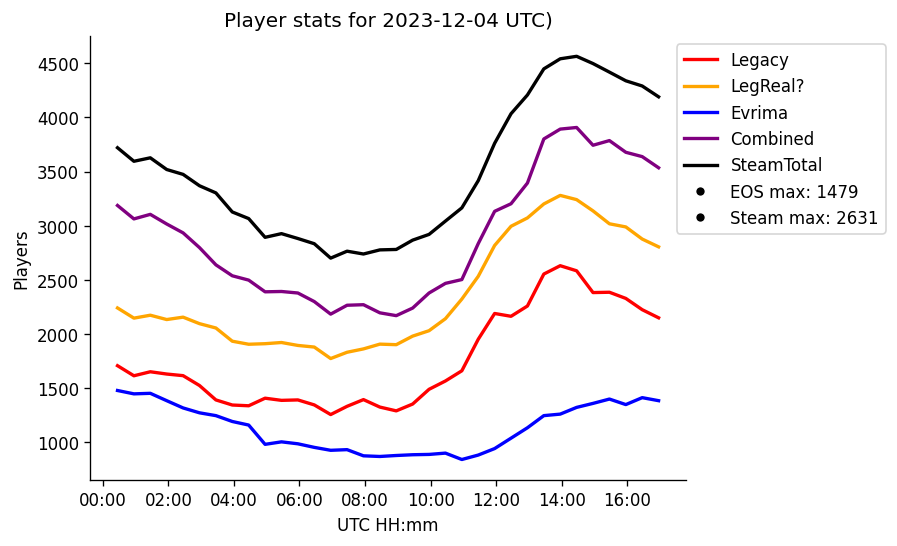 Player stats for 2023-12-04 UTC)
Players
4500
4000
3500
3000
2500
2000
1500
1000
00:00 02:00 04:00 06:00 08:00 10:00 12:00 14:00 16:00
UTC HH:mm
Legacy
LegReal?
Evrima
Combined
SteamTotal
EOS max: 1479
Steam max: 2631